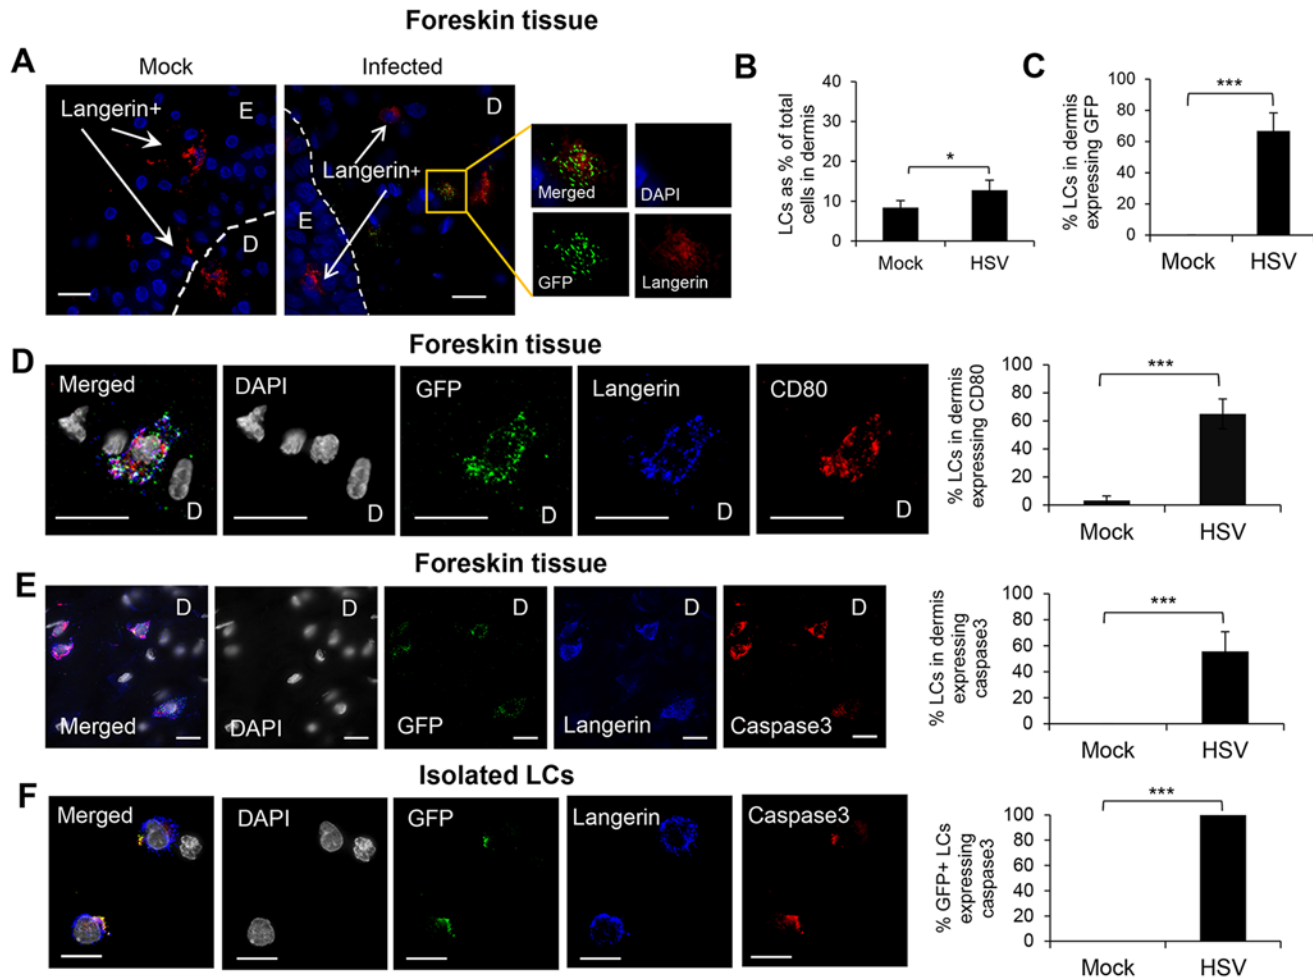 Foreskin tissue
A
Mock
Infected
Langerin+
E
D
D
Langerin+
E
Merged
DAPI
GFP
Langerin
B
LCs as % of total
cells in dermis
40
30
20
10
0
*
Mock
HSV
C
% LCs in dermis
expressing GFP
100
80
60
40
20
0
***
Mock
HSV
Foreskin tissue
D
Merged
D
DAPI
D
GFP
D
Langerin
D
CD80
D
% LCs in dermis
expressing CD80
100
80
60
40
20
0
***
Mock
HSV
Foreskin tissue
E
D
Merged
D
DAPI
D
GFP
D
Langerin
D
Caspase3
% LCs in dermis
expressing
caspase3
100
80
60
40
20
0
***
Mock
HSV
Isolated LCs
F
Merged
DAPI
GFP
Langerin
Caspase3
% GFP+ LCs
expressing
caspase3
100
80
60
40
20
0
***
Mock
HSV